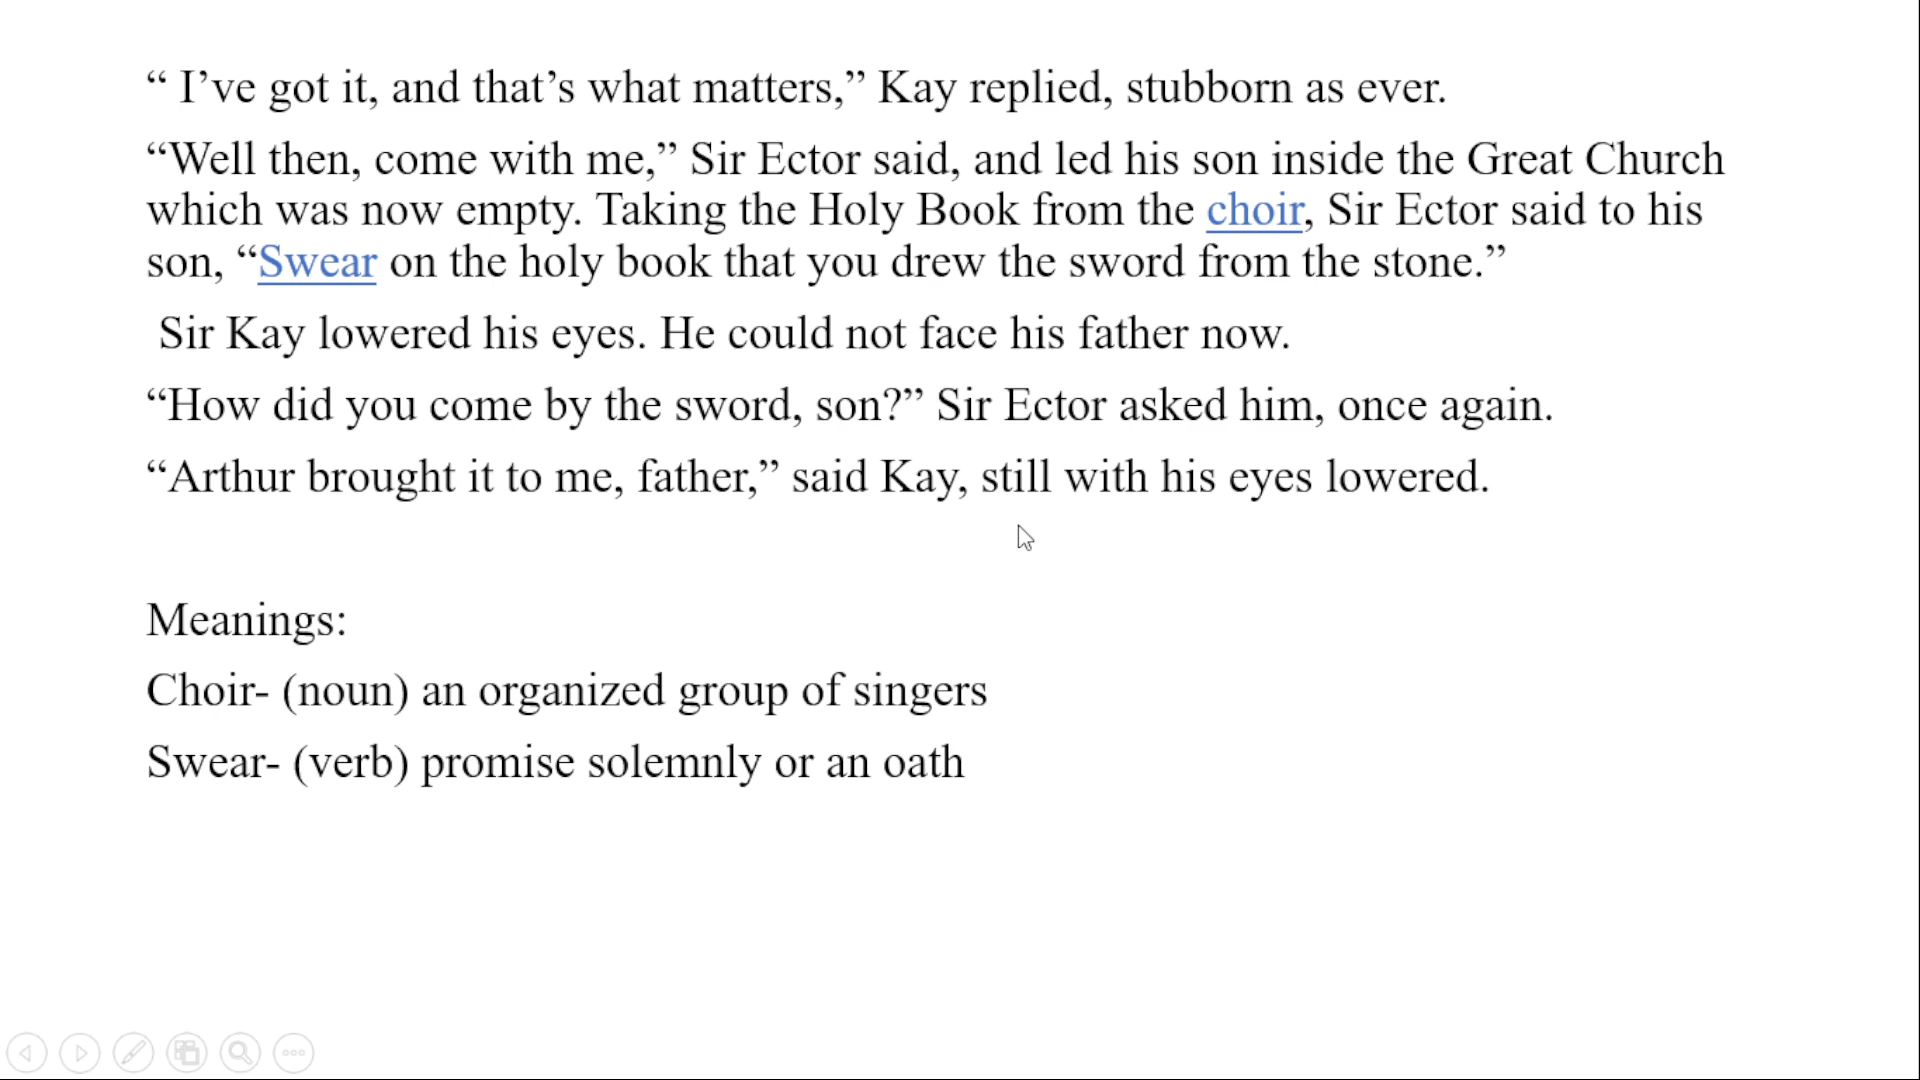 “ I’ve got it, and that’s what matters,” Kay replied, stubborn as ever.
“Well then, come with me,” Sir Ector said, and led his son inside the Great Church
which was now empty. Taking the Holy Book from the choir, Sir Ector said to his
son, “Swear on the holy book that you drew the sword from the stone.”
Sir Kay lowered his eyes. He could not face his father now.
“How did you come by the sword, son?” Sir Ector asked him, once again.
“Arthur brought it to me, father,” said Kay, still with his eyes lowered.
Meanings:
Choir- (noun) an organized group of singers
Swear- (verb) promise solemnly or an oath